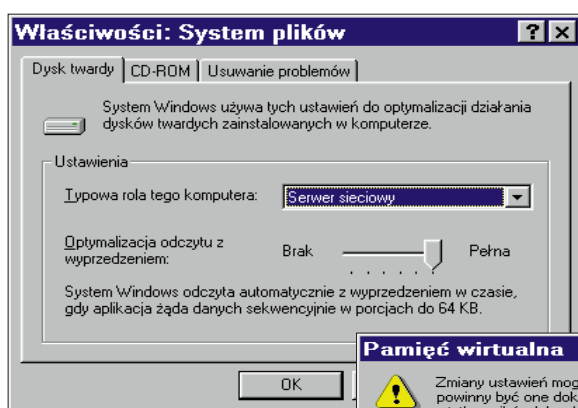 Właściwości: System plików
Dysk twardy CD-ROM Usuwanie problemów
System Windows używa tych ustawień do optymalizacji działania
dysków twardych zainstalowanych w komputerze.
Ustawienia
Typowa rola tego komputera: Serwer sieciowy
Optymalizacja odczytu z
wyprzedzeniem:
Brak Pełna
System Windows odczyta automatycznie z wyprzedzeniem w czasie,
gdy aplikacja żąda danych sekwencyjnie w porcjach do 64 KB.
OK
Pamięć wirtualna
Zmiany ustawień mog
powinny być one dok